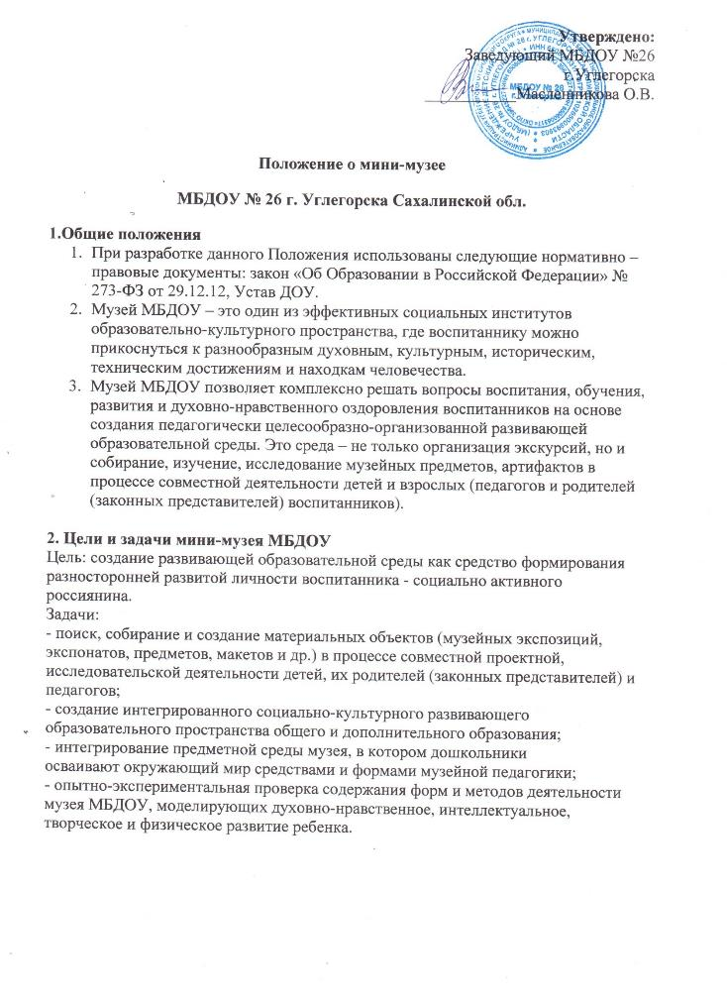 Утверждено:
Заведующий МБДОУ №26
г.Углегорска
Масленникова О.В.
МБДОУ № 26
Положение о мини-музее
МБДОУ № 26 г. Углегорска Сахалинской обл.
1.Общие положения
1. При разработке данного Положения использованы следующие нормативно –
правовые документы: закон «Об Образовании в Российской Федерации» №
273-ФЗ от 29.12.12, Устав ДОУ.
2. Музей МБДОУ – это один из эффективных социальных институтов
образовательно-культурного пространства, где воспитаннику можно
прикоснуться к разнообразным духовным, культурным, историческим,
техническим достижениям и находкам человечества.
3. Музей МБДОУ позволяет комплексно решать вопросы воспитания, обучения,
развития и духовно-нравственного оздоровления воспитанников на основе
создания педагогически целесообразно-организованной развивающей
образовательной среды. Это среда – не только организация экскурсий, но и
собирание, изучение, исследование музейных предметов, артифактов в
процессе совместной деятельности детей и взрослых (педагогов и родителей
(законных представителей) воспитанников).
2. Цели и задачи мини-музея МБДОУ
Цель: создание развивающей образовательной среды как средство формирования
разносторонней развитой личности воспитанника - социально активного
россиянина.
Задачи:
- поиск, собирание и создание материальных объектов (музейных экспозиций,
экспонатов, предметов, макетов и др.) в процессе совместной проектной,
исследовательской деятельности детей, их родителей (законных представителей) и
педагогов;
- создание интегрированного социально-культурного развивающего
образовательного пространства общего и дополнительного образования;
- интегрирование предметной среды музея, в котором дошкольники
осваивают окружающий мир средствами и формами музейной педагогики;
- опытно-экспериментальная проверка содержания форм и методов деятельности
музея МБДОУ, моделирующих духовно-нравственное, интеллектуальное,
творческое и физическое развитие ребенка.